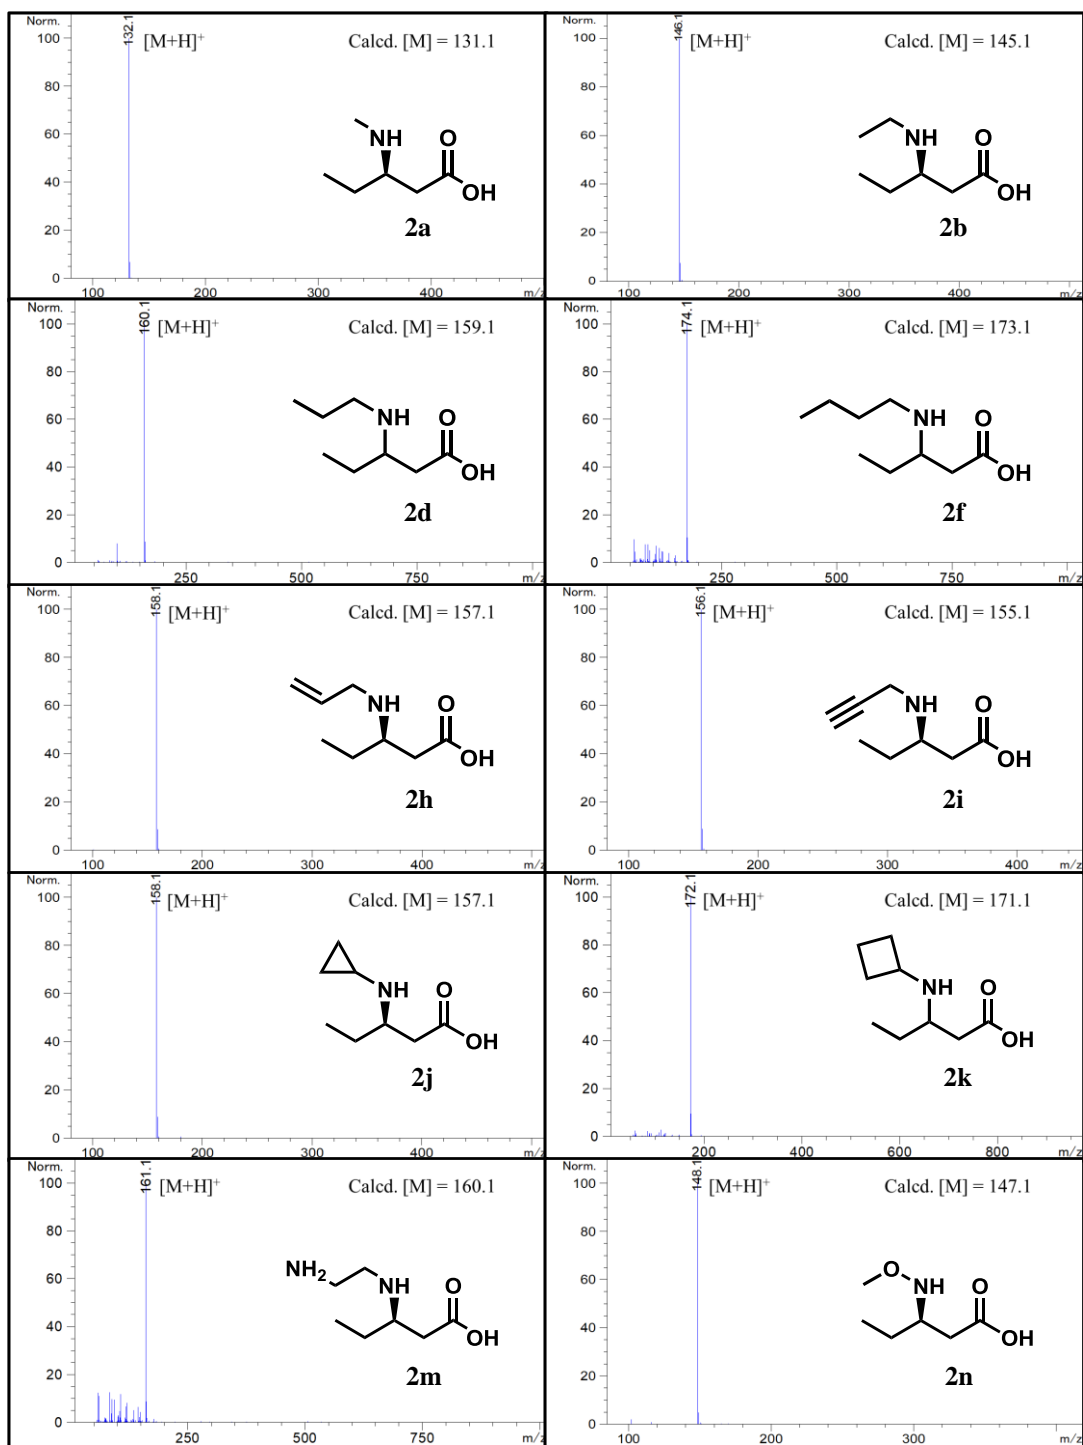 Norm.
132.1
[M+H]+
Calcd. [M] = 131.1
100
80
60
40
20
0
NH
O
OH
2a
100 200 300 400 m/z
Norm.
146.1
[M+H]+
Calcd. [M] = 145.1
100
80
60
40
20
0
NH
O
OH
2b
100 200 300 400 m/z
Norm.
160.1
[M+H]+
Calcd. [M] = 159.1
100
80
60
40
20
0
NH
O
OH
2d
250 500 750 m/z
Norm.
174.1
[M+H]+
Calcd. [M] = 173.1
100
80
60
40
20
0
NH
O
OH
2f
250 500 750 m/z
Norm.
158.1
[M+H]+
Calcd. [M] = 157.1
100
80
60
40
20
0
NH
O
OH
2h
100 200 300 400 m/z
Norm.
156.1
[M+H]+
Calcd. [M] = 155.1
100
80
60
40
20
0
NH
O
OH
2i
100 200 300 400 m/z
Norm.
158.1
[M+H]+
Calcd. [M] = 157.1
100
80
60
40
20
0
NH
O
OH
2j
100 200 300 400 m/z
Norm.
172.1
[M+H]+
Calcd. [M] = 171.1
100
80
60
40
20
0
NH
O
OH
2k
200 400 600 800 m/z
Norm.
161.1
[M+H]+
Calcd. [M] = 160.1
100
80
60
40
20
0
NH2
NH
O
OH
2m
250 500 750 m/z
Norm.
148.1
[M+H]+
Calcd. [M] = 147.1
100
80
60
40
20
0
O
NH
O
OH
2n
100 200 300 m/z